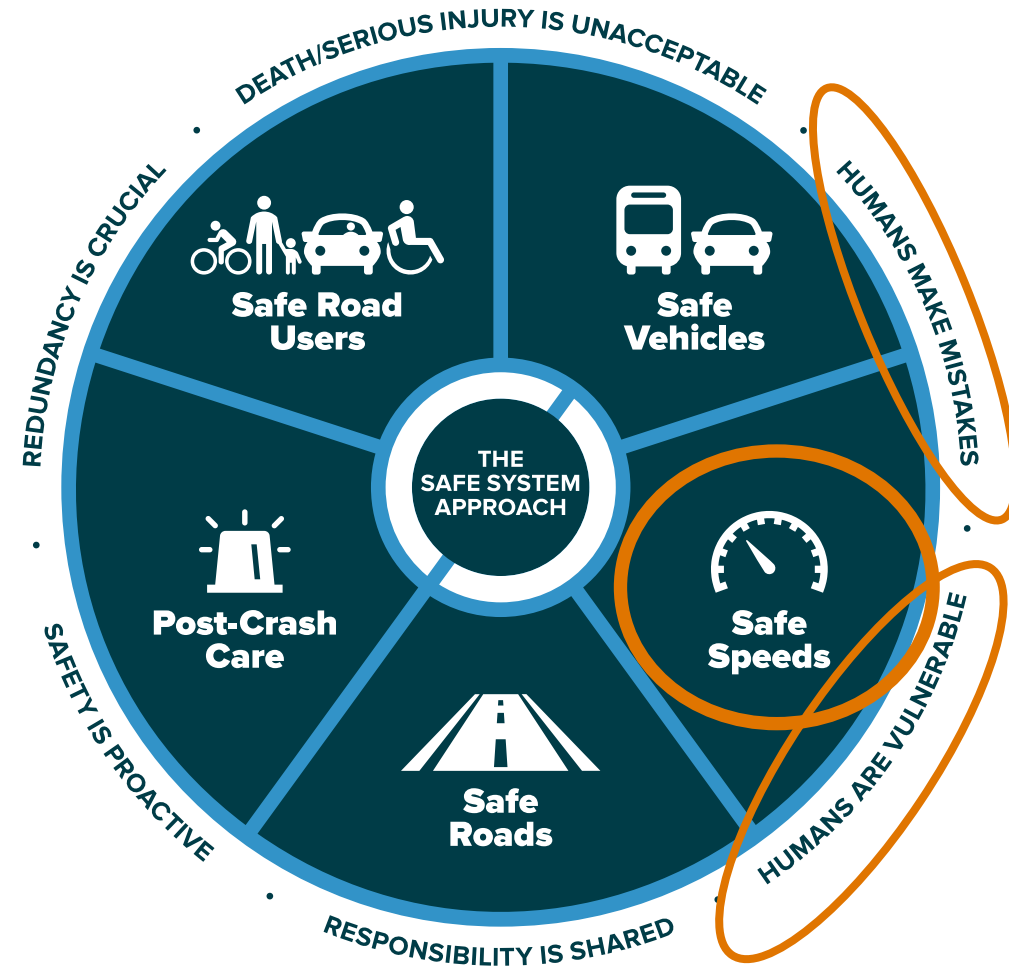 DEATH/SERIOUS INJURY IS UNACCEPTABLE
HUMANS MAKE MISTAKES
HUMANS ARE VULNERABLE
RESPONSIBILITY IS SHARED
SAFETY IS PROACTIVE
REDUNDANCY IS CRUCIAL
Safe Road
Users
Safe
Vehicles
THE
SAFE SYSTEM
APPROACH
Safe
Speeds
Post-Crash
Care
Safe
Roads